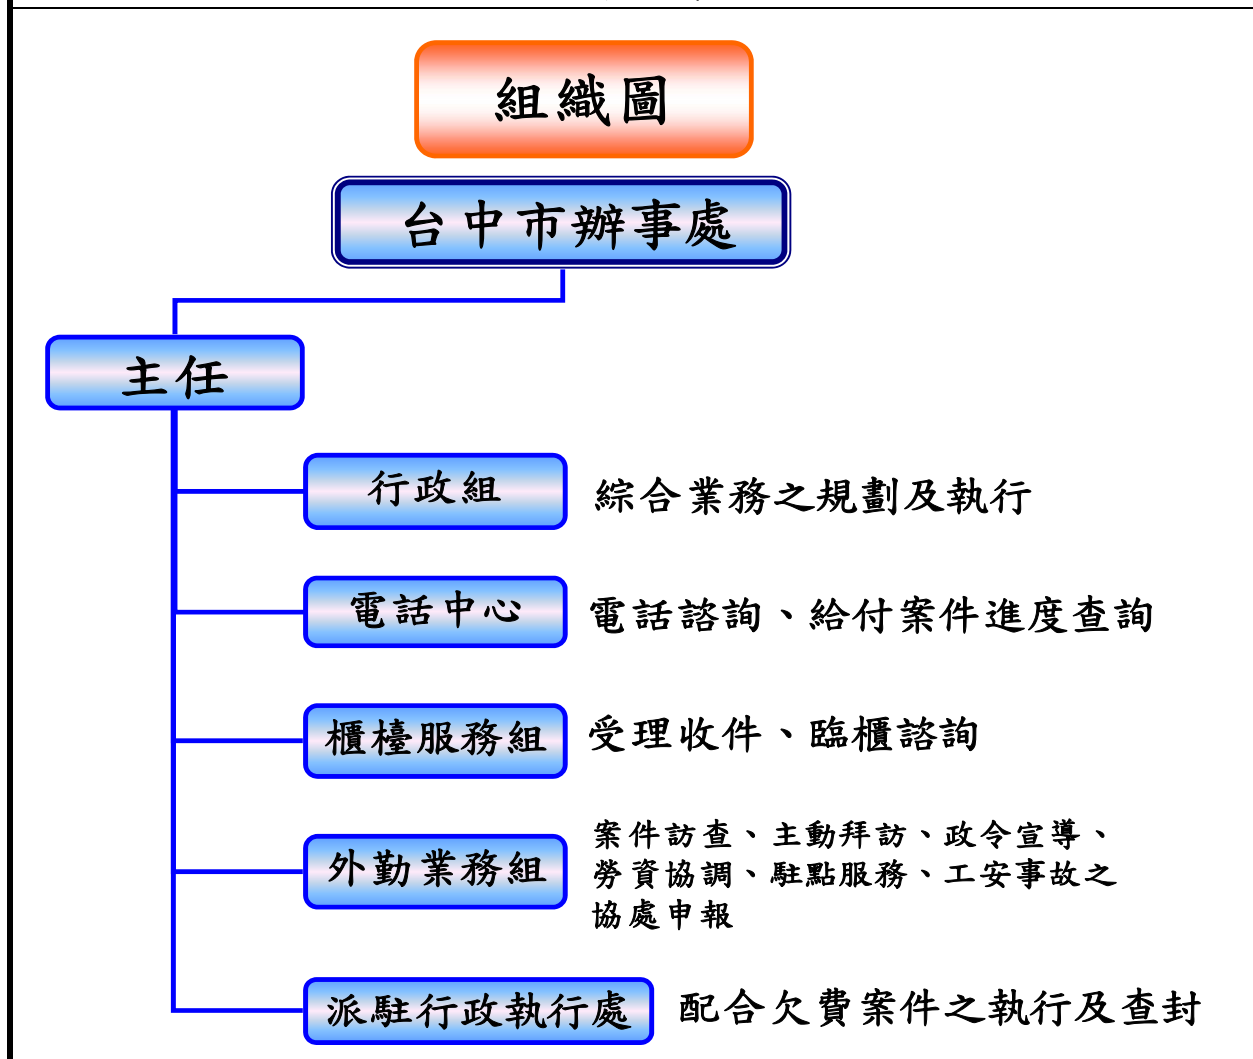 組織圖
台中市辦事處
主任
行政組
綜合業務之規劃及執行
電話中心
電話諮詢、給付案件進度查詢
櫃檯服務組
受理收件、臨櫃諮詢
外勤業務組
案件訪查、主動拜訪、政令宣導、
勞資協調、駐點服務、工安事故之
協處申報
派駐行政執行處
配合欠費案件之執行及查封